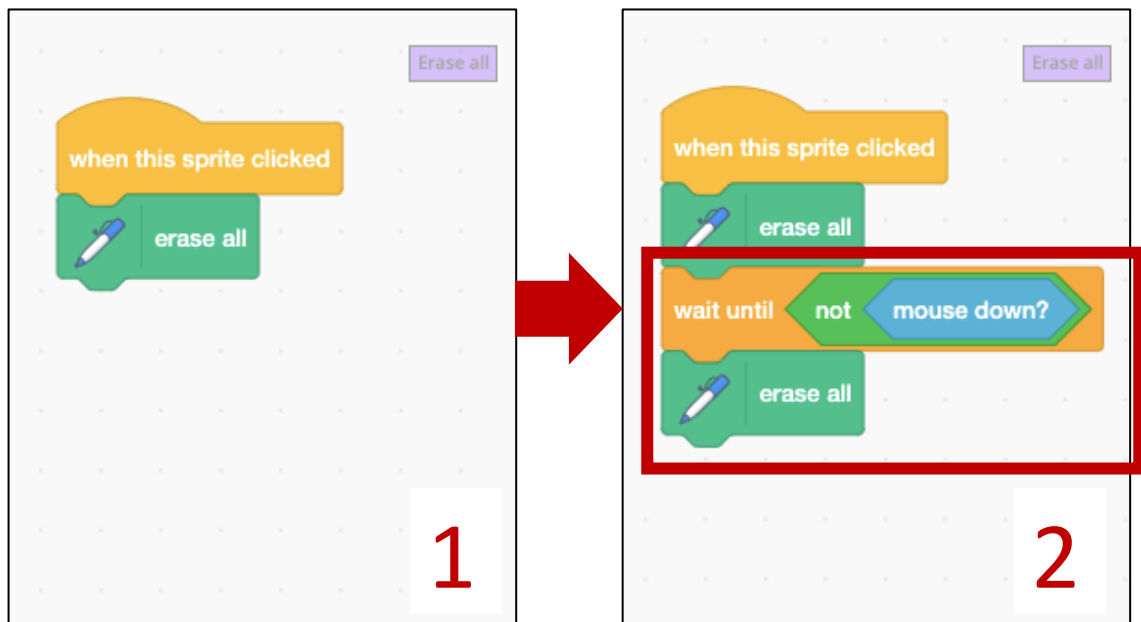 Erase all
when this sprite clicked
erase all
1
Erase all
when this sprite clicked
erase all
wait until not mouse down?
erase all
2